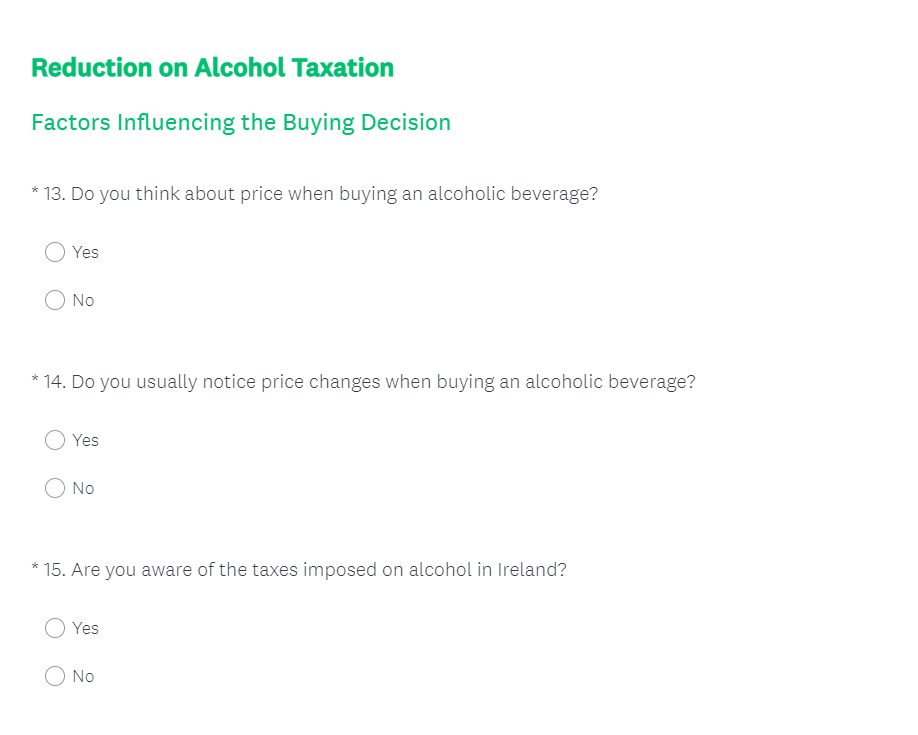 Reduction on Alcohol Taxation
Factors Influencing the Buying Decision
* 13. Do you think about price when buying an alcoholic beverage?
Yes
No
* 14. Do you usually notice price changes when buying an alcoholic beverage?
Yes
No
* 15. Are you aware of the taxes imposed on alcohol in Ireland?
Yes
No